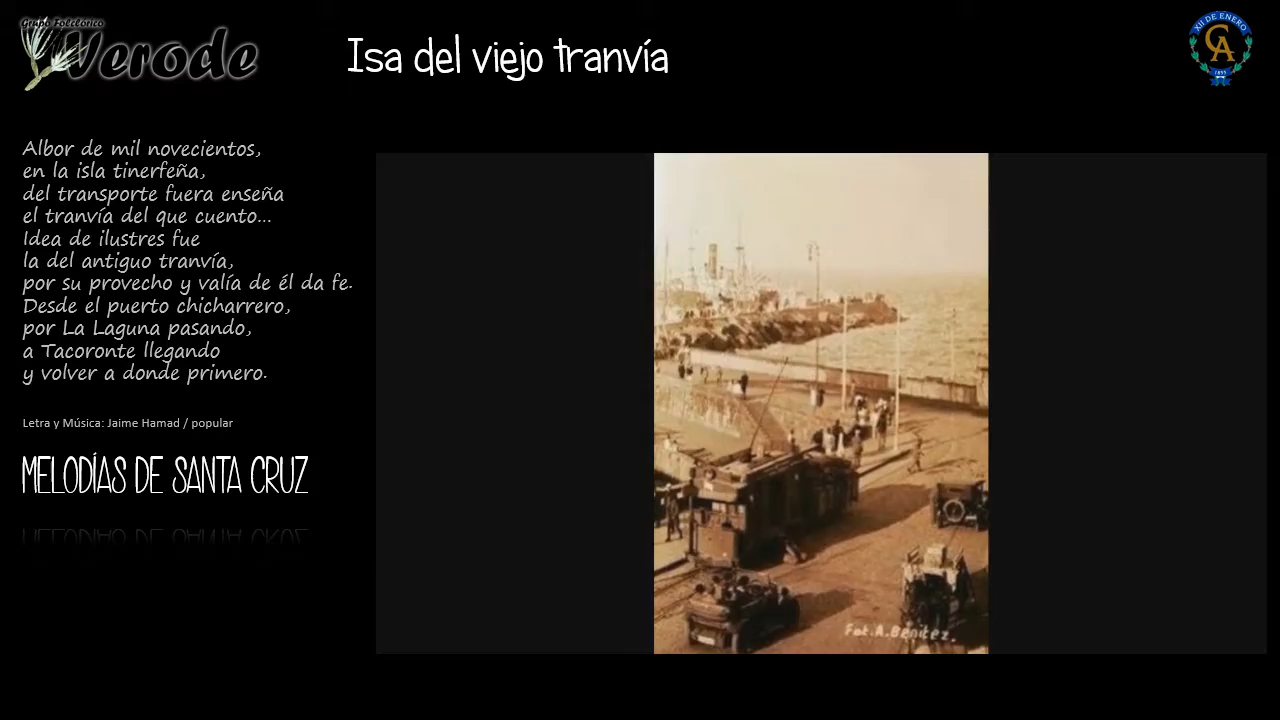 Grupo Folclórico
Verode
Isa del viejo tranvía
XII DE ENERO
CA
1855
Albor de mil novecientos,
en la isla tinerfeña,
del transporte fuera enseña
el tranvía del que cuento...
Idea de ilustres fue
la del antiguo tranvía,
por su provecho y valía de él da fe.
Desde el puerto chicharrero,
por La Laguna pasando,
a Tacoronte llegando
y volver a donde primero.
Letra y Música: Jaime Hamad / popular
MELODÍAS DE SANTA CRUZ
Fot. A. Benitez.